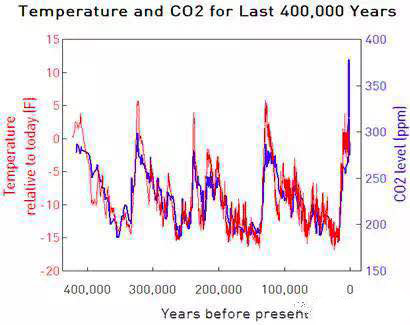 Temperature and CO2 for Last 400,000 Years
15
10
5
0
-5
-10
-15
-20
Temperature
relative to today [F]
400
350
300
250
200
150
CO2 level [ppm]
400,000 300,000 200,000 100,000 0
Years before present